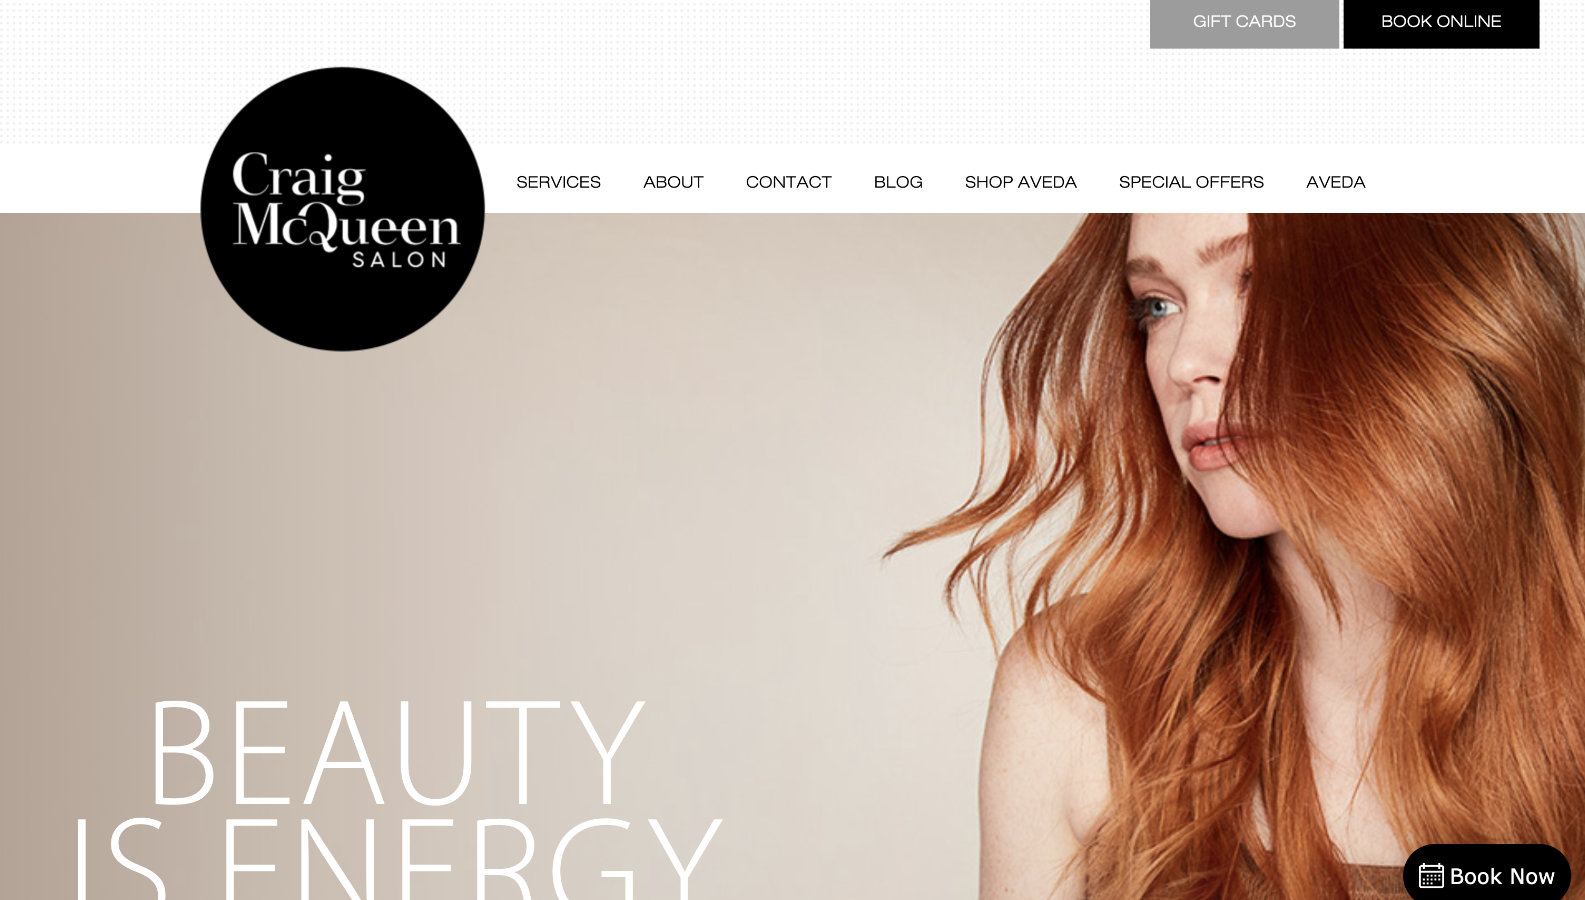 GIFT CARDS
BOOK ONLINE
Craig
McQueen
SALON
SERVICES
ABOUT
CONTACT
BLOG
SHOP AVEDA
SPECIAL OFFERS
AVEDA
BEAUTY
IS ENERGY
Book Now